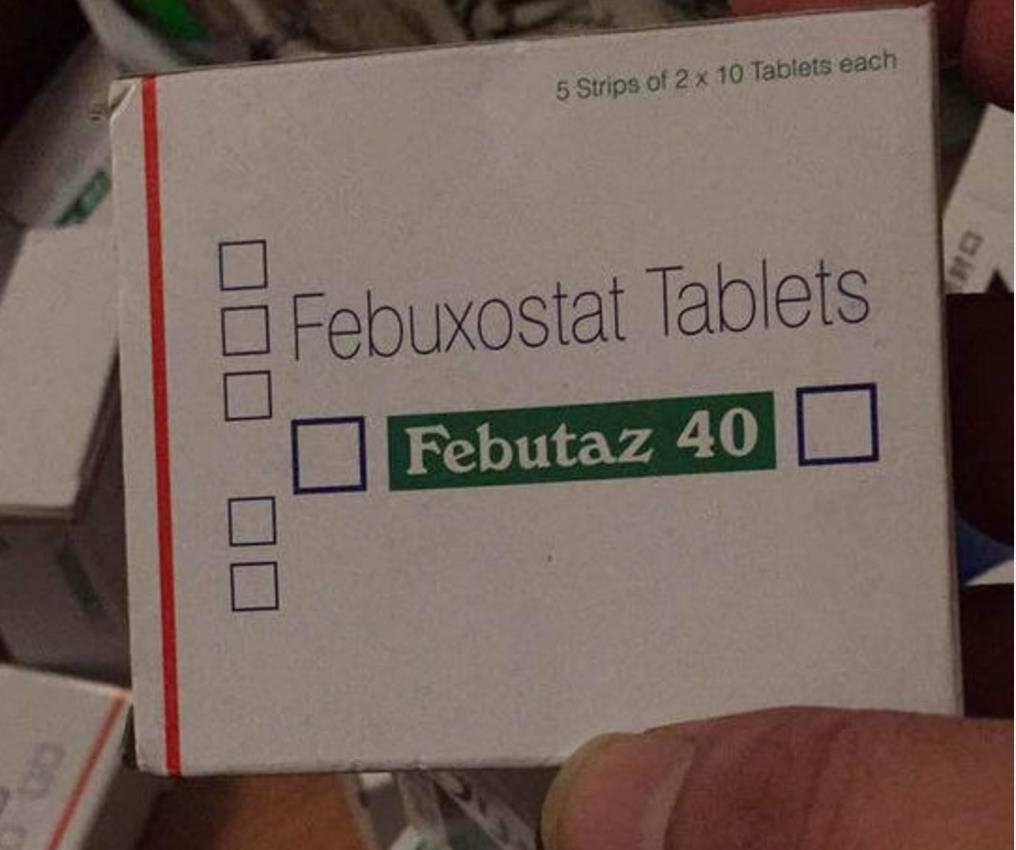 5 Strips of 2 x 10 Tablets each
Febuxostat Tablets
Febutaz 40